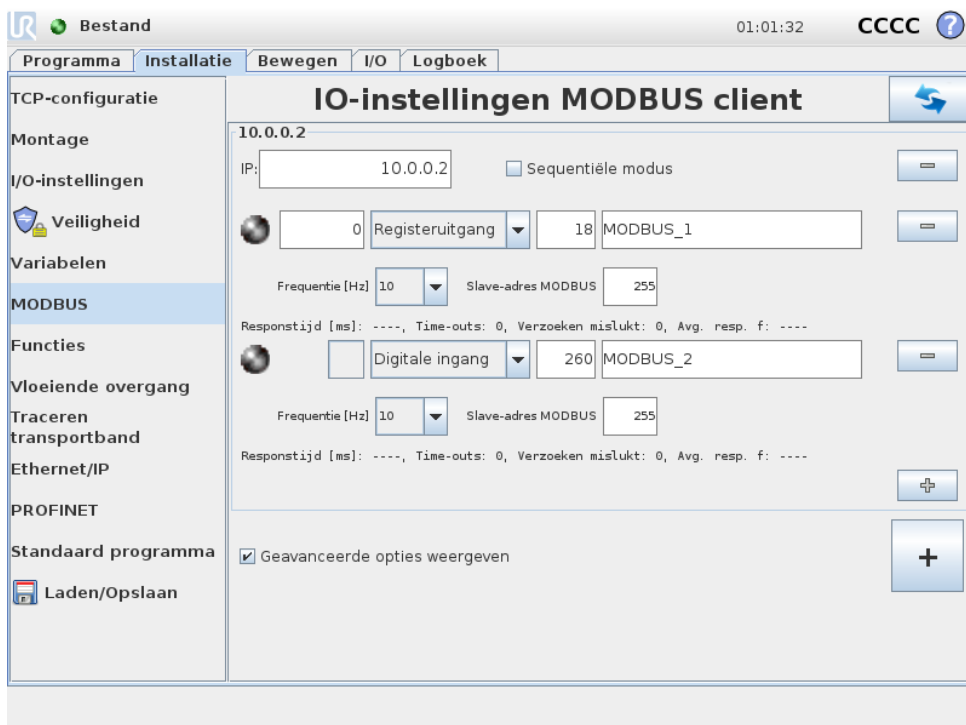 UR Bestand 01:01:32 CCCC ?
Programma Installatie Bewegen I/O Logboek
TCP-configuratie
Montage
I/O-instellingen
Veiligheid
Variabelen
MODBUS
Functies
Vloeiende overgang
Traceren
transportband
Ethernet/IP
PROFINET
Standaard programma
Laden/Opslaan
IO-instellingen MODBUS client
10.0.0.2
IP: 10.0.0.2 Sequentiële modus
0 Registeruitgang 18 MODBUS_1
Frequentie [Hz] 10 Slave-adres MODBUS 255
Responstijd [ms]: ----, Time-outs: 0, Verzoeken mislukt: 0, Avg. resp. f: ----
Digitale ingang 260 MODBUS_2
Frequentie [Hz] 10 Slave-adres MODBUS 255
Responstijd [ms]: ----, Time-outs: 0, Verzoeken mislukt: 0, Avg. resp. f: ----
Geavanceerde opties weergeven